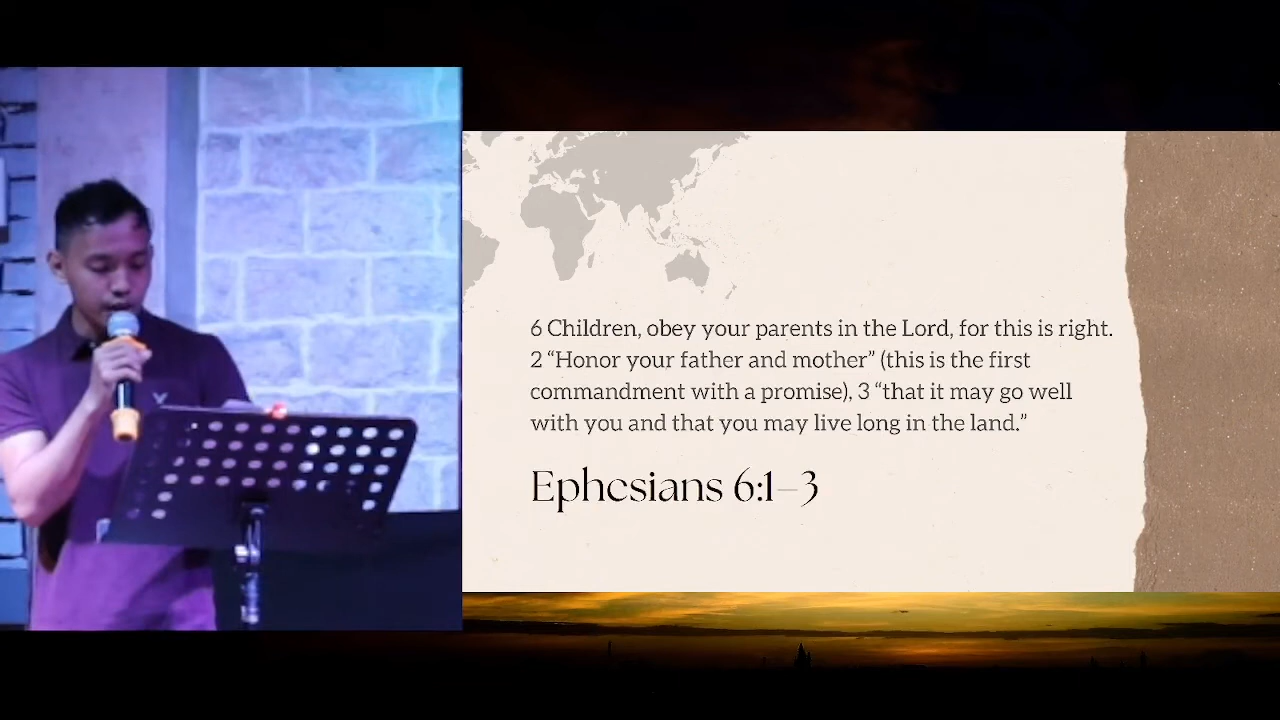 6 Children, obey your parents in the Lord, for this is right.
2 “Honor your father and mother” (this is the first
commandment with a promise), 3 “that it may go well
with you and that you may live long in the land.”
Ephesians 6:1–3